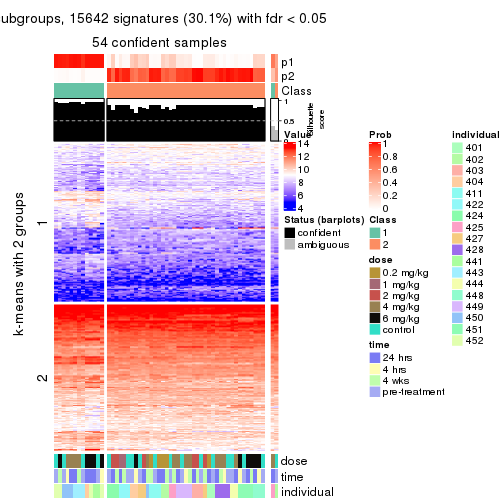 ubgroups, 15642 signatures (30.1%) with fdr < 0.05
54 confident samples
p1
p2
Class
1
0.5
0
Silhouette
score
k-means with 2 groups
1
2
dose
time
individual
Value
14
12
10
8
6
4
Status (barplots)
confident
ambiguous
Prob
1
0.8
0.6
0.4
0.2
0
Class
1
2
dose
0.2 mg/kg
1 mg/kg
2 mg/kg
4 mg/kg
6 mg/kg
control
time
24 hrs
4 hrs
4 wks
pre-treatment
individual
401
402
403
404
411
422
424
425
427
428
441
443
444
448
449
450
451
452